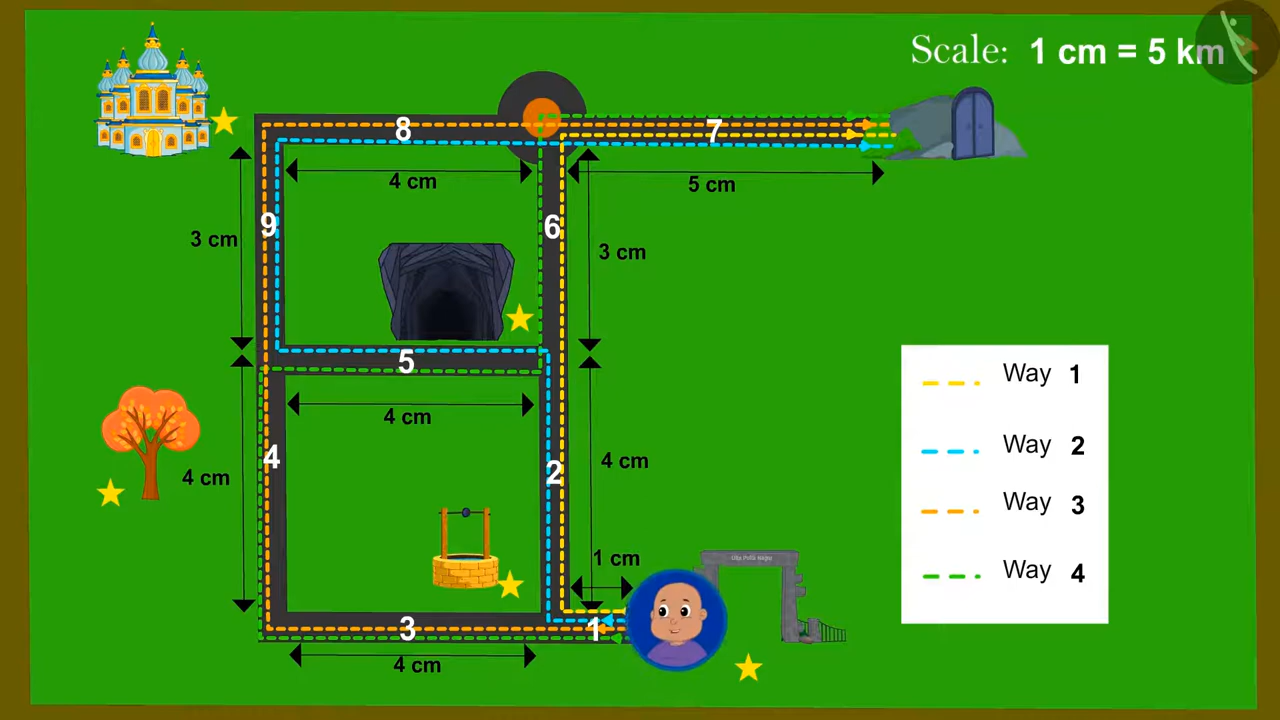 Scale: 1 cm = 5 km
8
7
4 cm
5 cm
9
6
3 cm
3 cm
5
4 cm
4
2
4 cm
4 cm
1 cm
3
1
4 cm
Way 1
Way 2
Way 3
Way 4